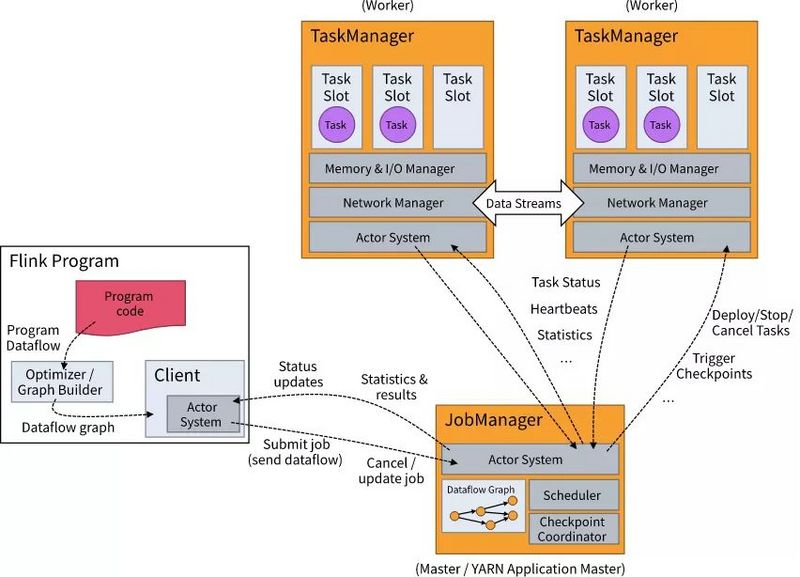 (Worker)
(Worker)
TaskManager
TaskManager
Task
Slot
Task
Task
Slot
Task
Task
Slot
Task
Slot
Task
Task
Slot
Task
Task
Slot
Memory & I/O Manager
Memory & I/O Manager
Network Manager
Data Streams
Network Manager
Actor System
Actor System
Flink Program
Program
code
Program
Dataflow
Optimizer /
Graph Builder
Dataflow graph
Client
Actor
System
Status
updates
Statistics &
results
Submit job
(send dataflow)
Cancel /
update job
Task Status
Heartbeats
Statistics
...
Deploy/Stop/
Cancel Tasks
Trigger
Checkpoints
...
JobManager
Actor System
Dataflow Graph
Scheduler
Checkpoint
Coordinator
(Master / YARN Application Master)